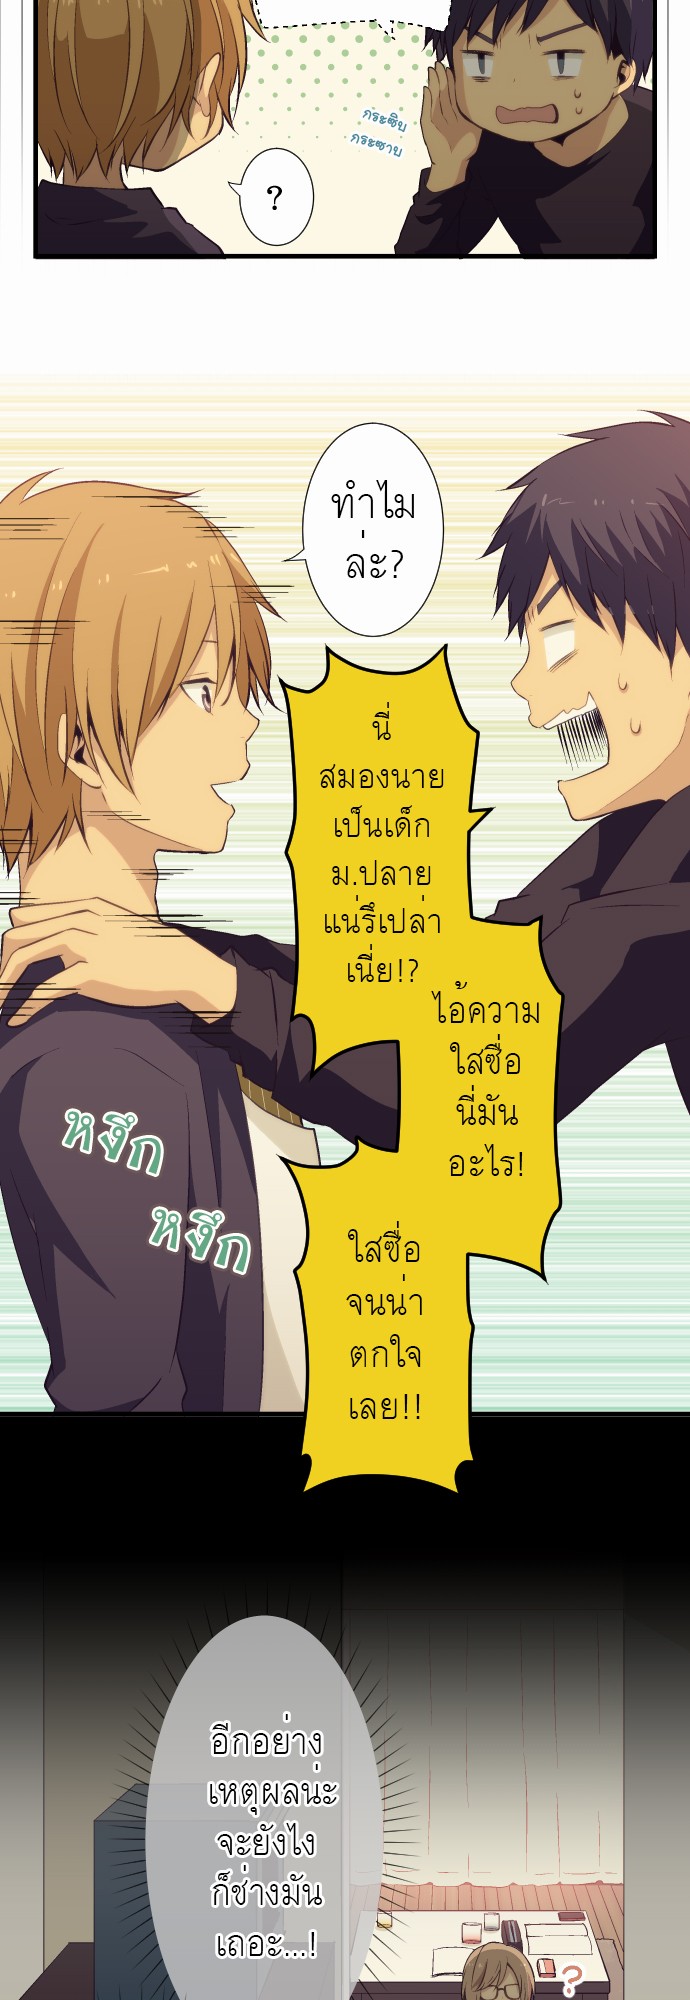 กระซิบ
กระซาบ
?
ทำไม
ล่ะ?
นี่
สมองนาย
เป็นเด็ก
ม.ปลาย
แน่รึเปล่า
เนี่ย!?
ไอ้ความ
ใสซื่อ
นี่มัน
อะไร!
หงึก
หงึก
ใสซื่อ
จนน่า
ตกใจ
เลย!!
อีกอย่าง
เหตุผลน่ะ
จะยังไง
ก็ช่างมัน
เถอะ...!
?